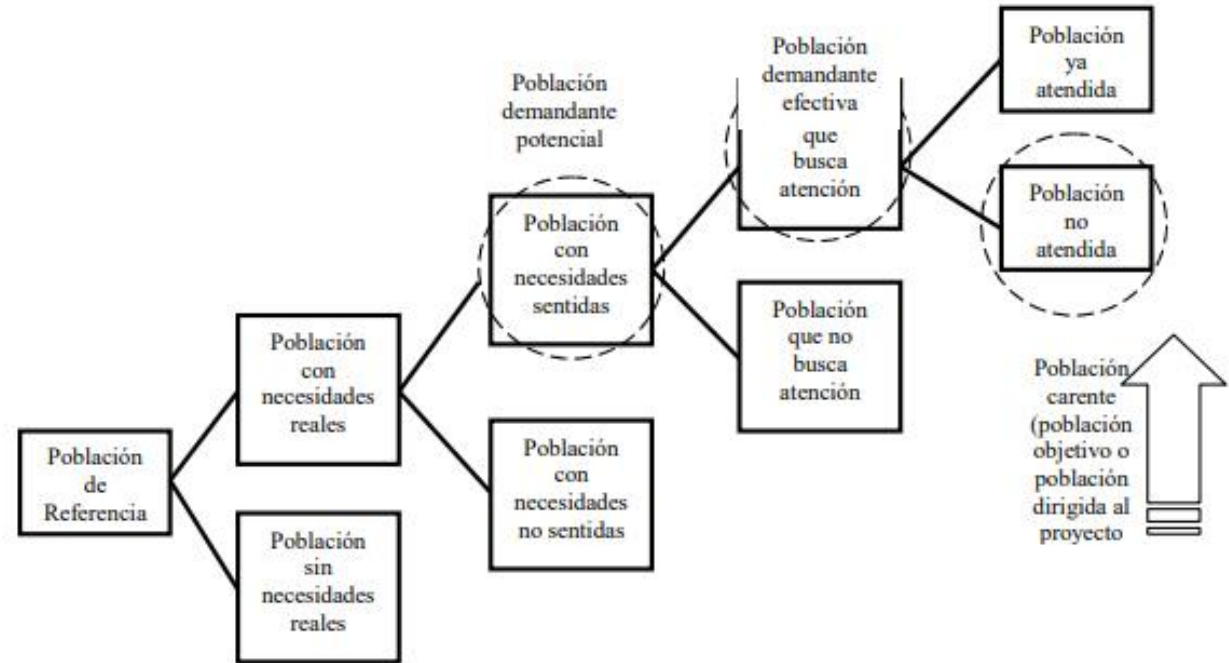 Población
de
Referencia
Población
con
necesidades
reales
Población
sin
necesidades
reales
Población
demandante
potencial
Población
con
necesidades
sentidas
Población
con
necesidades
no sentidas
Población
demandante
efectiva
que
busca
atención
Población
que no
busca
atención
Población
ya
atendida
Población
no
atendida
Población
carente
(población
objetivo o
población
dirigida al
proyecto